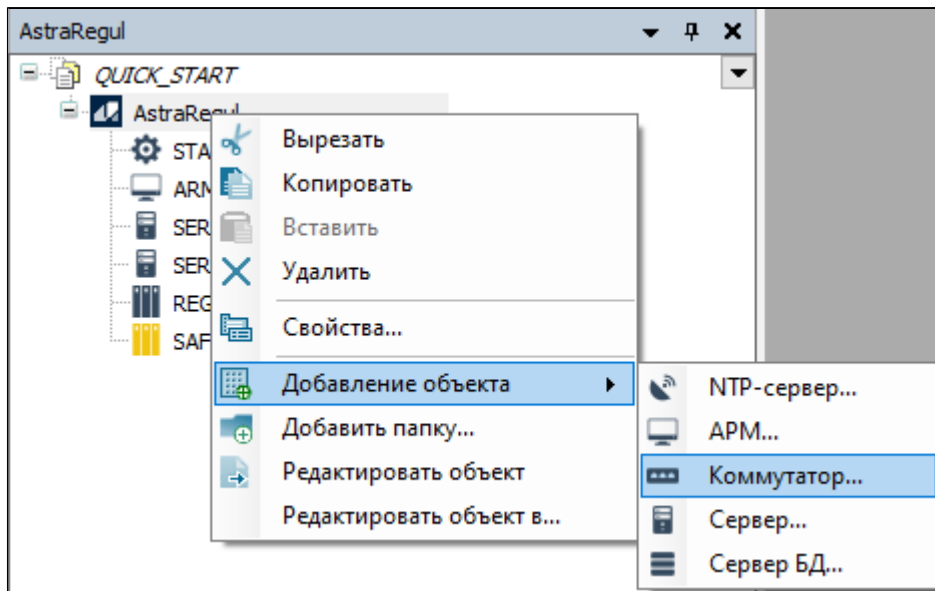 AstraRegul
QUICK_START
AstraRegul
STA
ARM
SER
SER
REG
SAF
Вырезать
Копировать
Вставить
Удалить
Свойства...
Добавление объекта
Добавить папку...
Редактировать объект
Редактировать объект в...
NTP-сервер...
АРМ...
Коммутатор...
Сервер...
Сервер БД...